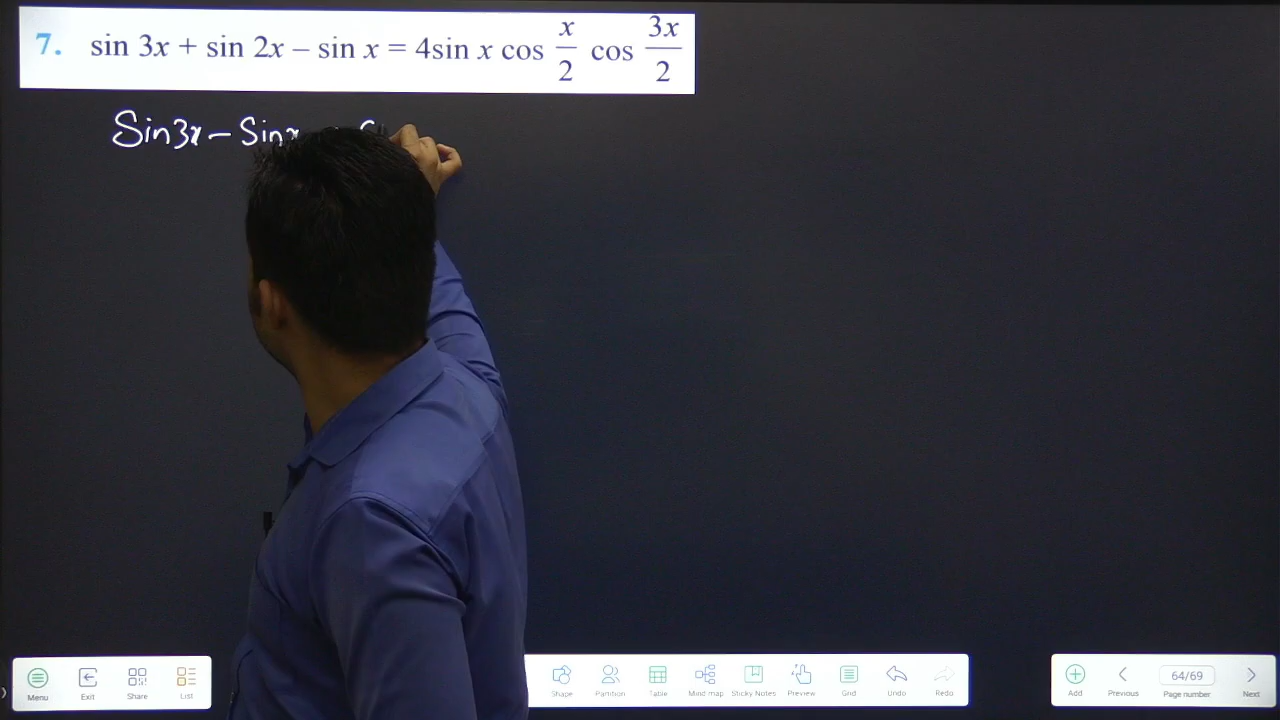 7. sin 3x + sin 2x – sin x = 4sin x cos x/2 cos 3x/2
Sin3x – Sinx
Menu Exit Share List Shape Partition Table Mind map Sticky Notes Preview Grid Undo Redo Add Previous 64/69 Page number Next